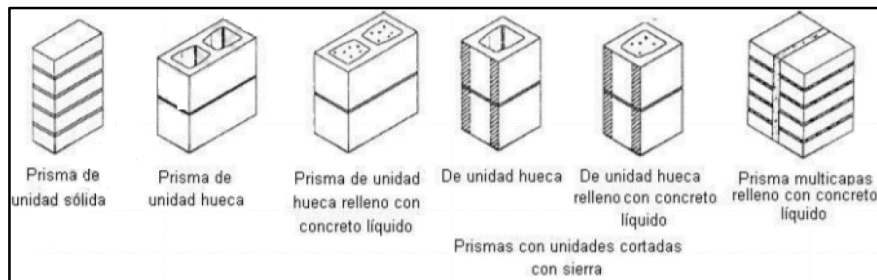 Prisma de
unidad sólida
Prisma de
unidad hueca
Prisma de unidad
hueca relleno con
concreto líquido
De unidad hueca
De unidad hueca
relleno con concreto
líquido
Prisma multicapas
relleno con concreto
líquido
Prismas con unidades cortadas
con sierra